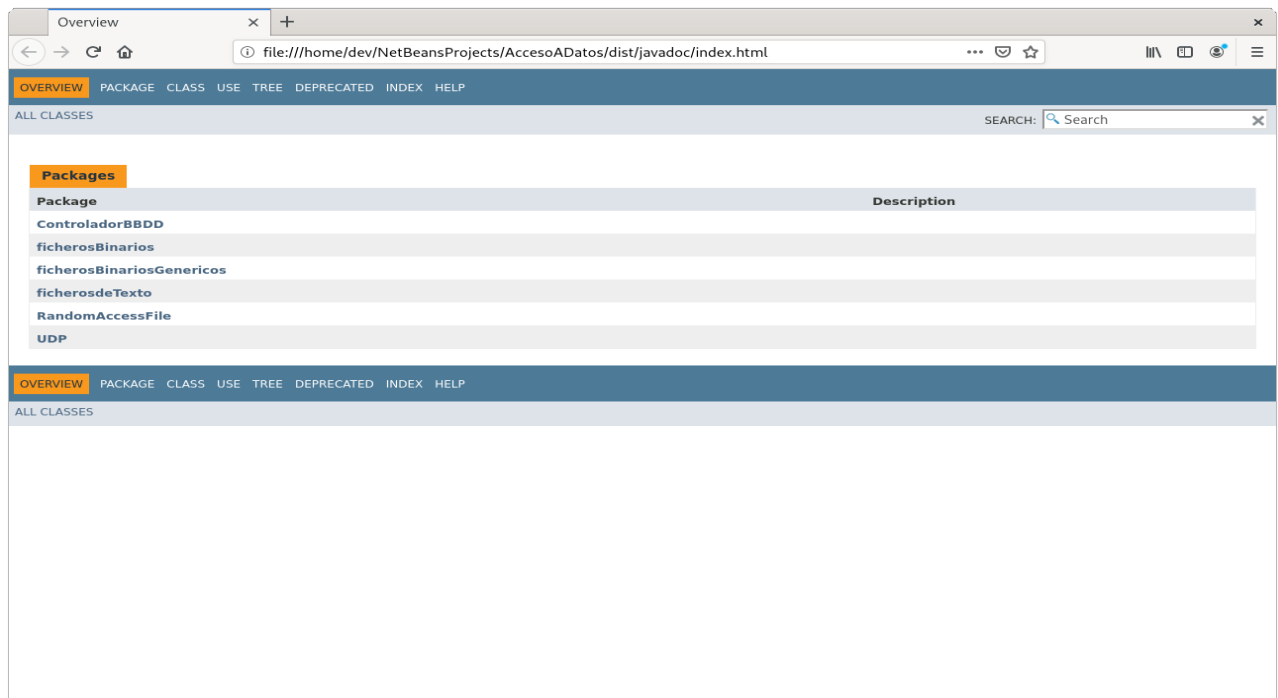 Overview
file:///home/dev/NetBeansProjects/AccesoADatos/dist/javadoc/index.html
OVERVIEW PACKAGE CLASS USE TREE DEPRECATED INDEX HELP
ALL CLASSES
SEARCH: Search
Packages
Package Description
ControladorBBDD
ficherosBinarios
ficherosBinariosGenericos
ficherosdeTexto
RandomAccessFile
UDP
OVERVIEW PACKAGE CLASS USE TREE DEPRECATED INDEX HELP
ALL CLASSES